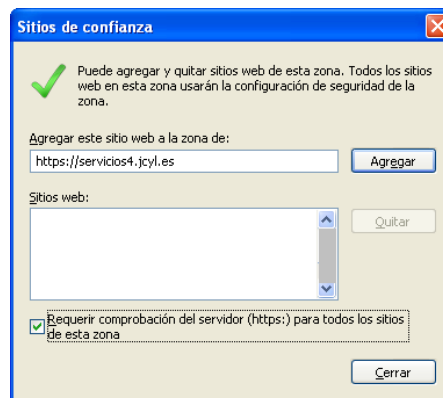 Sitios de confianza
Puede agregar y quitar sitios web de esta zona. Todos los sitios
web en esta zona usarán la configuración de seguridad de la
zona.
Agregar este sitio web a la zona de:
https://servicios4.jcyl.es
Agregar
Sitios web:
Quitar
Requerir comprobación del servidor (https:) para todos los sitios
de esta zona
Cerrar